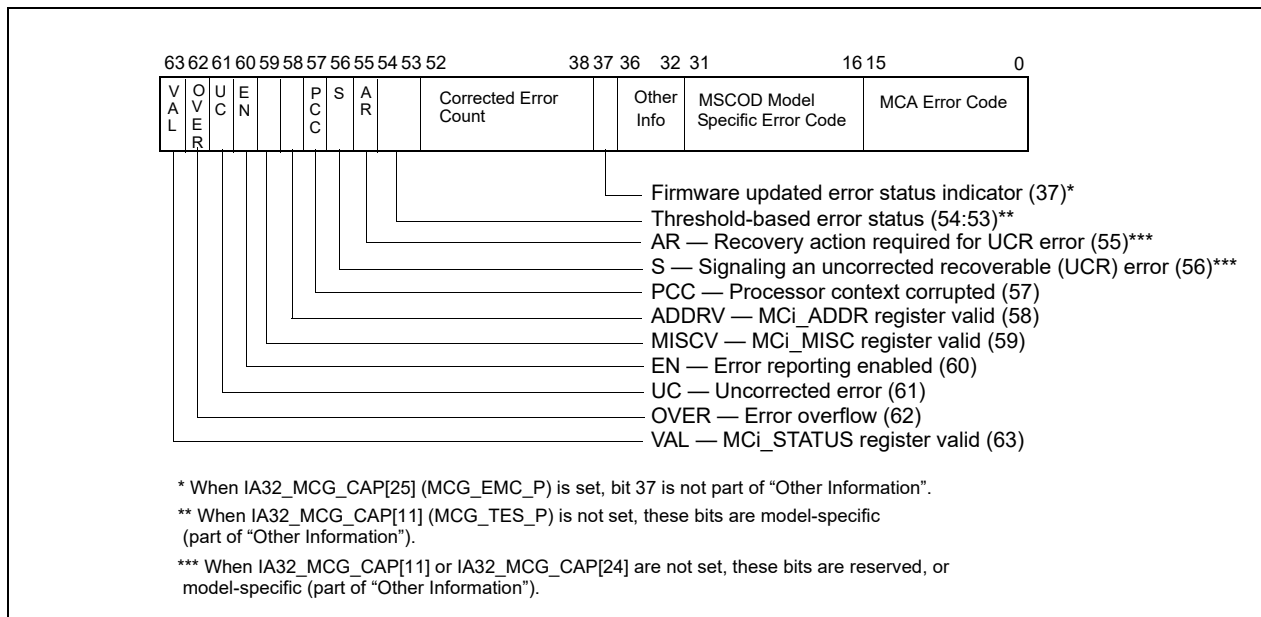 63 62 61 60 59 58 57 56 55 54 53 52 38 37 36 32 31 16 15 0
VAL
OVER
UC
EN
PCC
S
AR
Corrected Error
Count
Other
Info
MSCOD Model
Specific Error Code
MCA Error Code
Firmware updated error status indicator (37)*
Threshold-based error status (54:53)**
AR — Recovery action required for UCR error (55)***
S — Signaling an uncorrected recoverable (UCR) error (56)***
PCC — Processor context corrupted (57)
ADDRV — MCi_ADDR register valid (58)
MISCV — MCi_MISC register valid (59)
EN — Error reporting enabled (60)
UC — Uncorrected error (61)
OVER — Error overflow (62)
VAL — MCi_STATUS register valid (63)
* When IA32_MCG_CAP[25] (MCG_EMC_P) is set, bit 37 is not part of “Other Information”.
** When IA32_MCG_CAP[11] (MCG_TES_P) is not set, these bits are model-specific
(part of “Other Information”).
*** When IA32_MCG_CAP[11] or IA32_MCG_CAP[24] are not set, these bits are reserved, or
model-specific (part of “Other Information”).